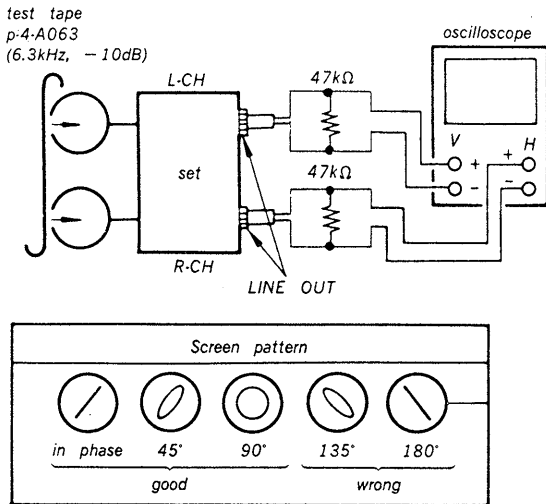 test tape
p-4-A063
(6.3kHz, - 10dB)
oscilloscope
L-CH
47kΩ
set
V H
+ +
- -
47kΩ
R-CH
LINE OUT
Screen pattern
in phase 45° 90° 135° 180°
good wrong